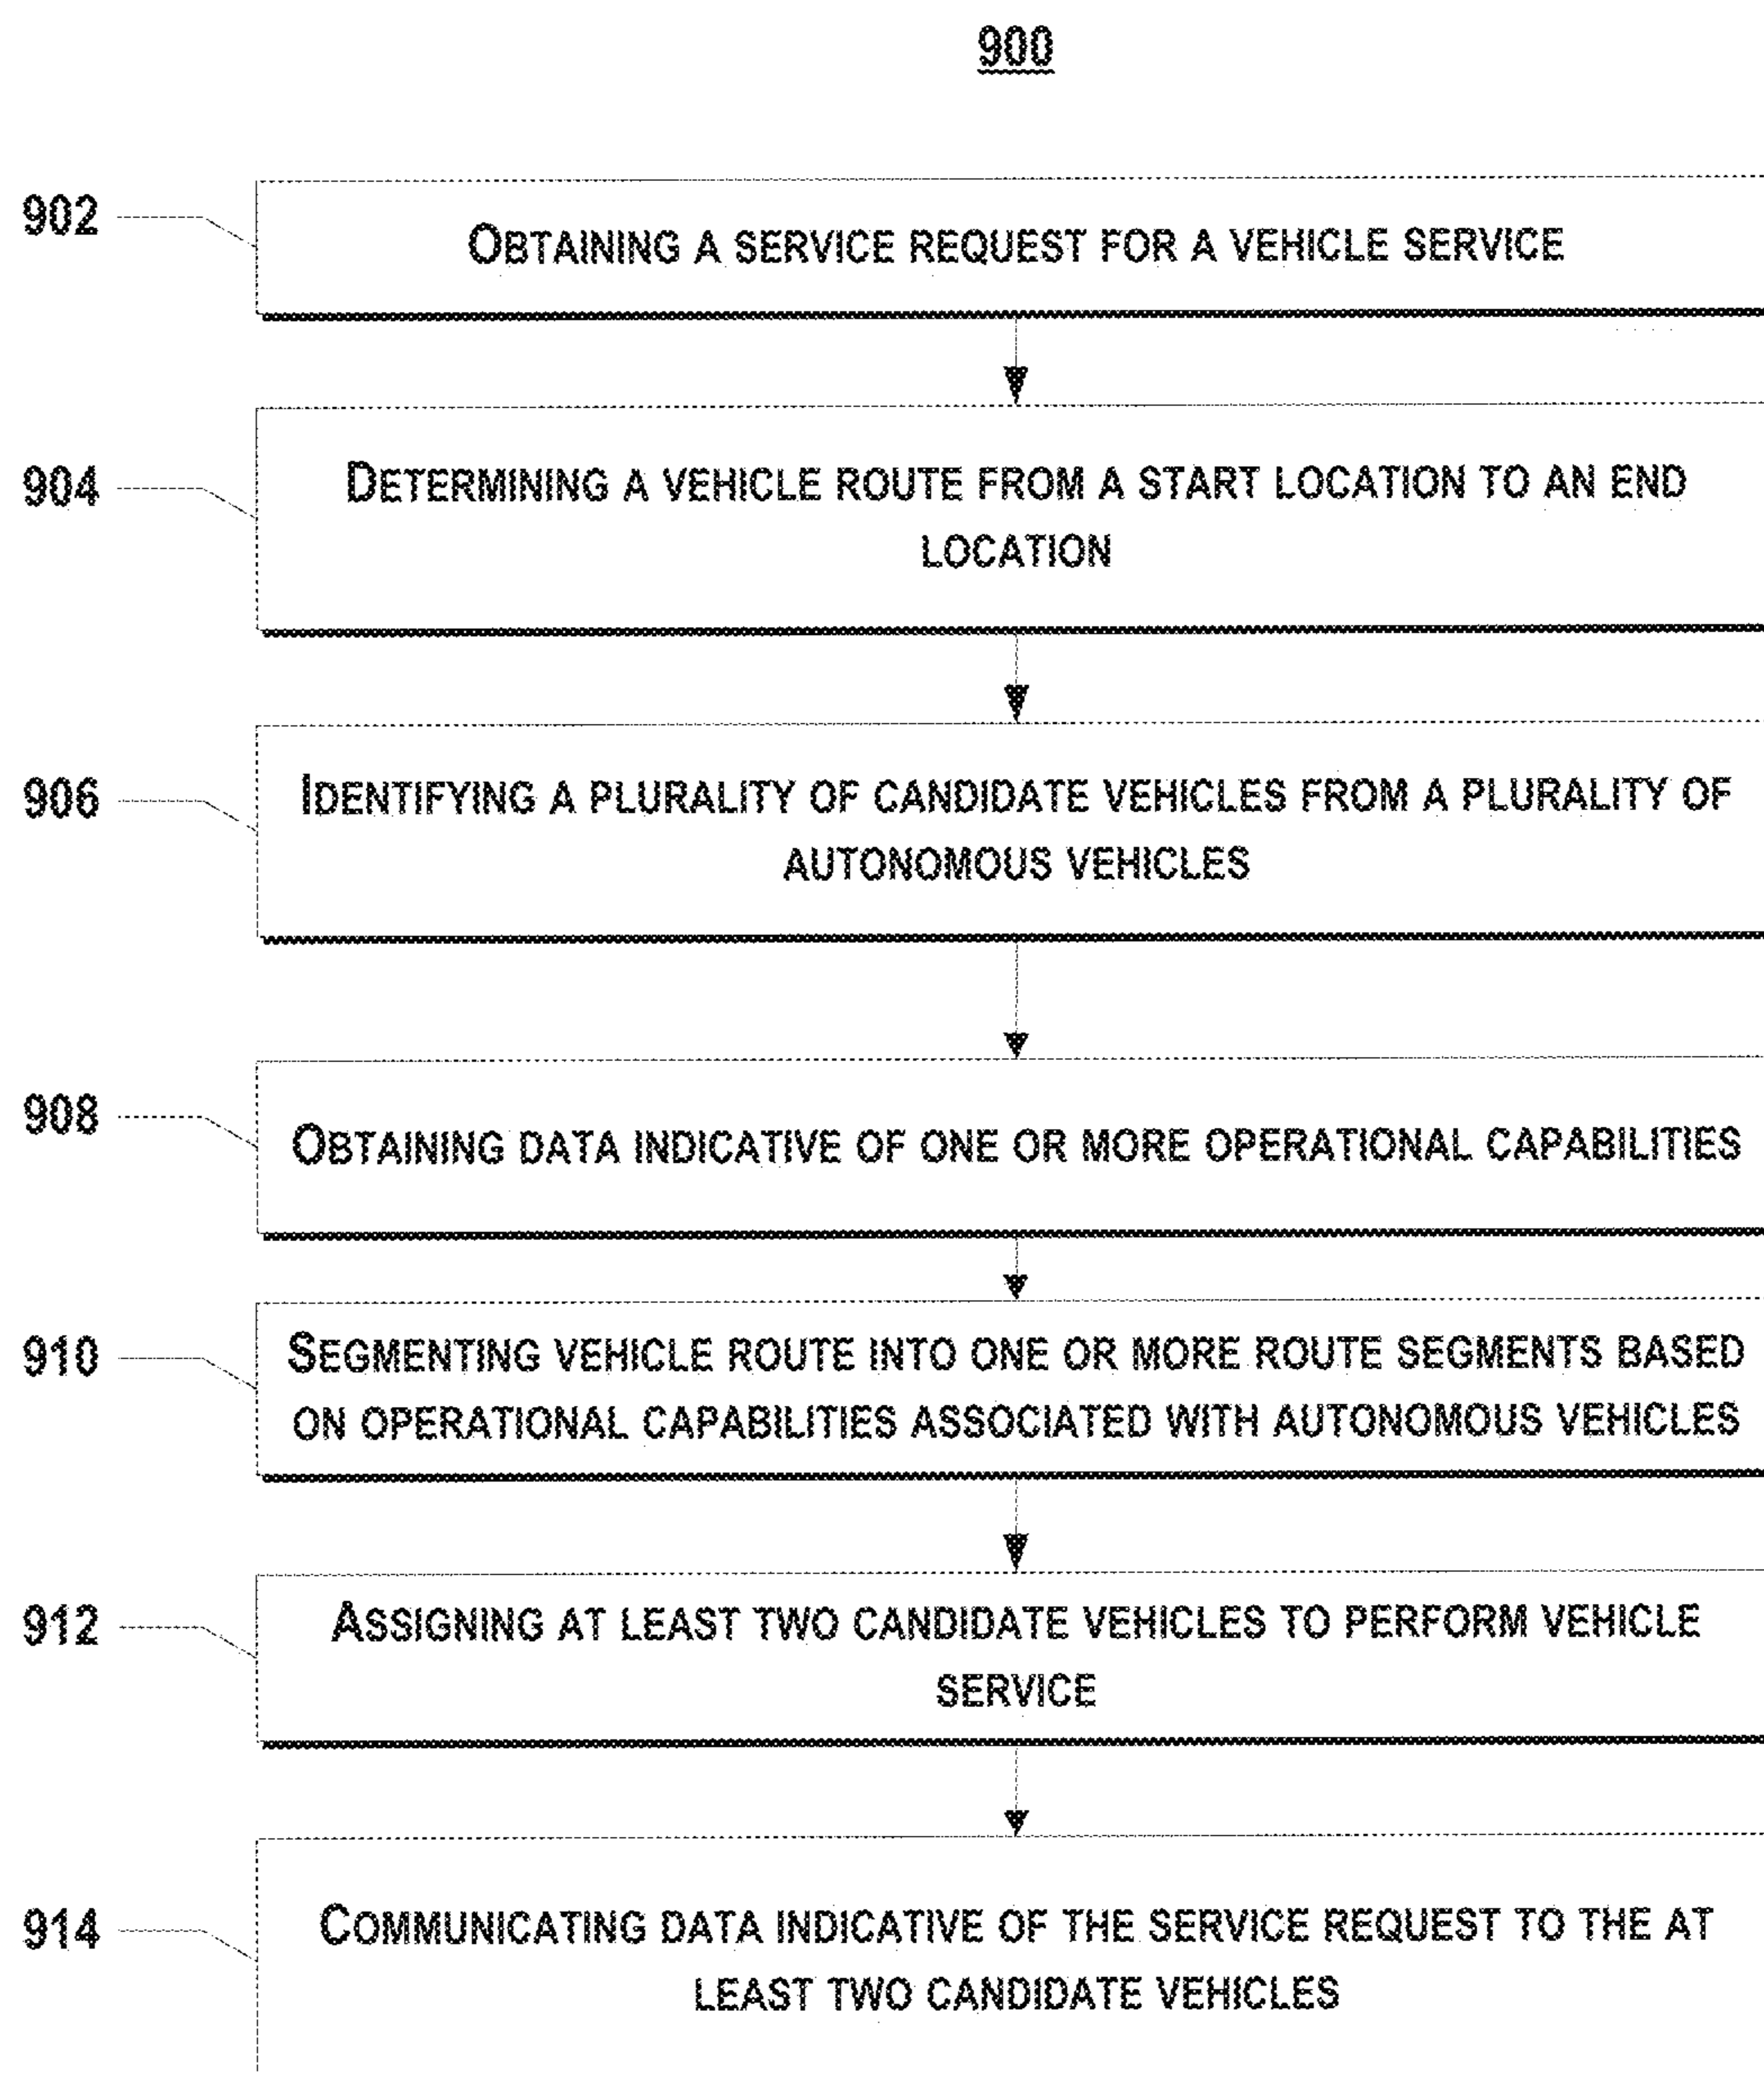 900
902
OBTAINING A SERVICE REQUEST FOR A VEHICLE SERVICE
904
DETERMINING A VEHICLE ROUTE FROM A START LOCATION TO AN END
LOCATION
906
IDENTIFYING A PLURALITY OF CANDIDATE VEHICLES FROM A PLURALITY OF
AUTONOMOUS VEHICLES
908
OBTAINING DATA INDICATIVE OF ONE OR MORE OPERATIONAL CAPABILITIES
910
SEGMENTING VEHICLE ROUTE INTO ONE OR MORE ROUTE SEGMENTS BASED
ON OPERATIONAL CAPABILITIES ASSOCIATED WITH AUTONOMOUS VEHICLES
912
ASSIGNING AT LEAST TWO CANDIDATE VEHICLES TO PERFORM VEHICLE
SERVICE
914
COMMUNICATING DATA INDICATIVE OF THE SERVICE REQUEST TO THE AT
LEAST TWO CANDIDATE VEHICLES